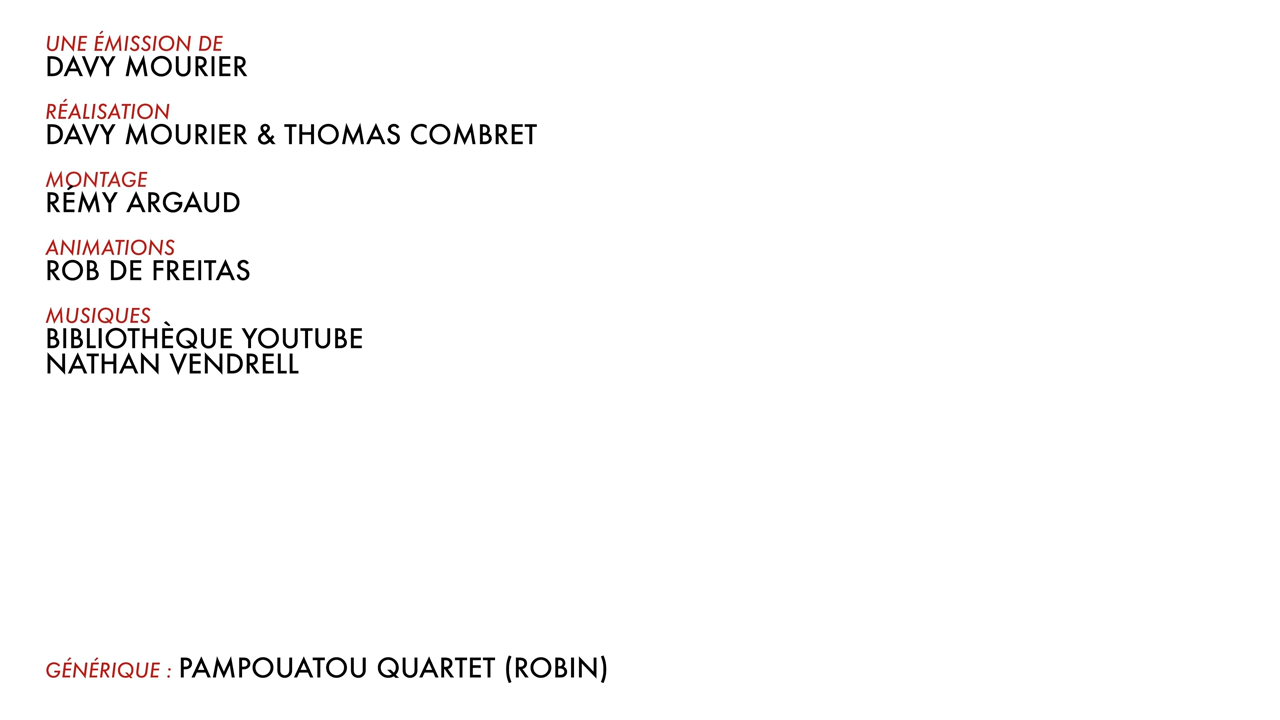 UNE ÉMISSION DE
DAVY MOURIER
RÉALISATION
DAVY MOURIER & THOMAS COMBRET
MONTAGE
RÉMY ARGAUD
ANIMATIONS
ROB DE FREITAS
MUSIQUES
BIBLIOTHÈQUE YOUTUBE
NATHAN VENDRELL
GÉNÉRIQUE : PAMPOUATOU QUARTET (ROBIN)